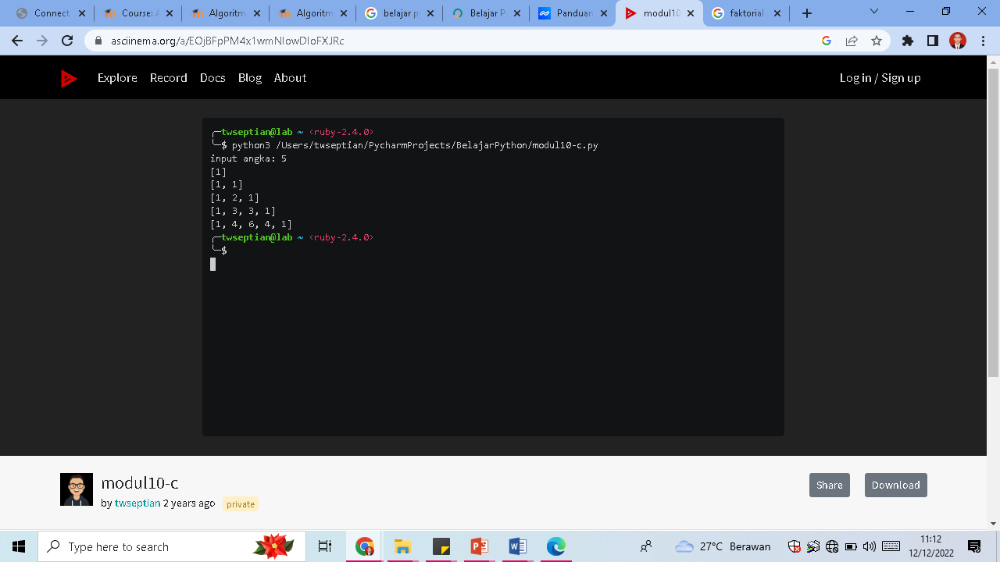 Connect
Course: A
Algoritm
Algoritm
belajar py
Belajar Py
Panduan
modul10
faktorial
asciinema.org/a/
Explore
Record
Docs
Blog
About
Log in / Sign up
twseptian@lab ~ <ruby-2.4.0>
$ python3 /Users/twseptian/PycharmProjects/BelajarPython/modul10-c.py
input angka: 5
[1]
[1, 1]
[1, 2, 1]
[1, 3, 3, 1]
[1, 4, 6, 4, 1]
twseptian@lab ~ <ruby-2.4.0>
$
modul10-c
by twseptian 2 years ago private
Share
Download
Type here to search
27°C Berawan
11:12
12/12/2022